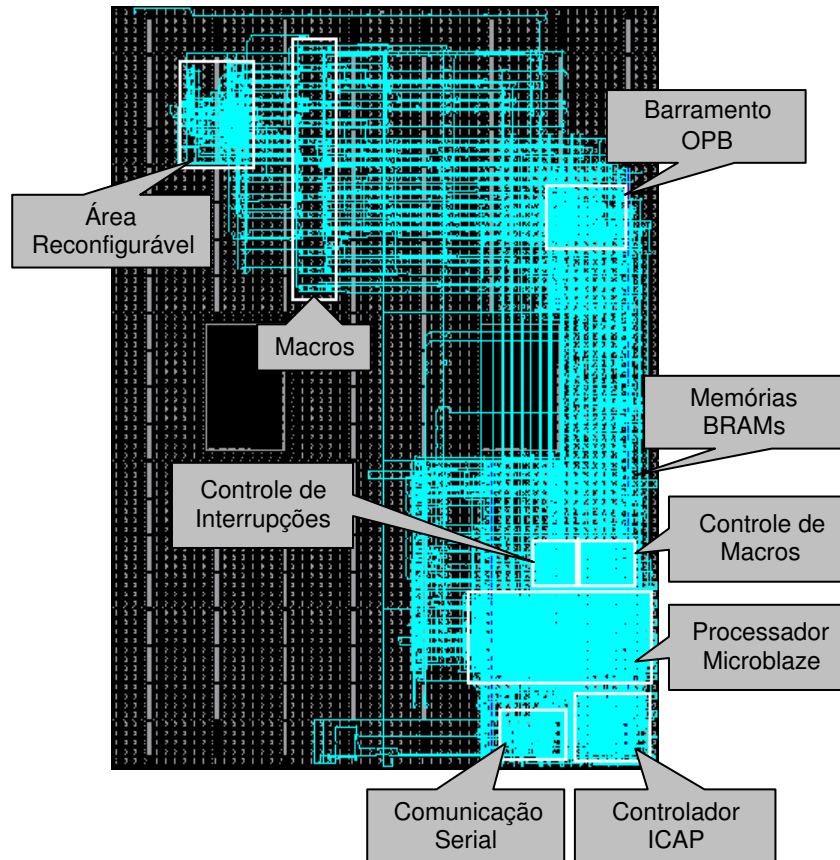 Barramento
OPB
Área
Reconfigurável
Macros
Memórias
BRAMs
Controle de
Interrupções
Controle de
Macros
Processador
Microblaze
Comunicação
Serial
Controlador
ICAP